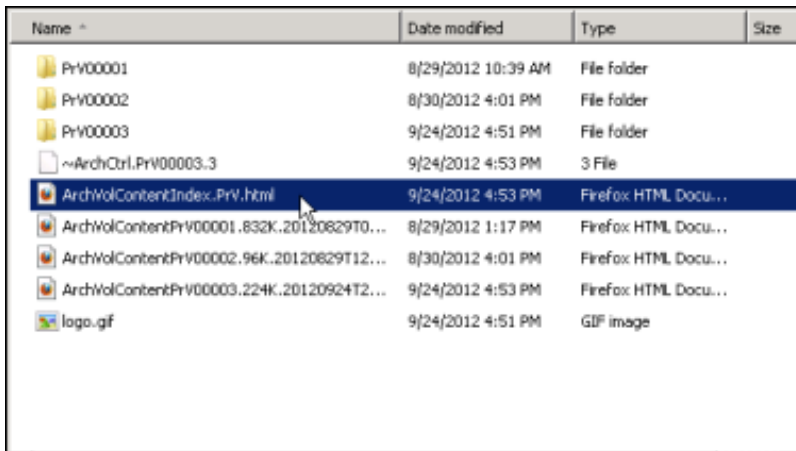 Name Date modified Type Size
PrV00001 8/29/2012 10:39 AM File folder
PrV00002 8/30/2012 4:01 PM File folder
PrV00003 9/24/2012 4:51 PM File folder
~ArchCtrl.PrV00003.3 9/24/2012 4:53 PM 3 File
ArchVolContentIndex.PrV.html 9/24/2012 4:53 PM Firefox HTML Docu...
ArchVolContentPrV00001.832K.20120829T0... 8/29/2012 1:17 PM Firefox HTML Docu...
ArchVolContentPrV00002.96K.20120829T12... 8/30/2012 4:01 PM Firefox HTML Docu...
ArchVolContentPrV00003.224K.20120924T2... 9/24/2012 4:53 PM Firefox HTML Docu...
logo.gif 9/24/2012 4:51 PM GIF image